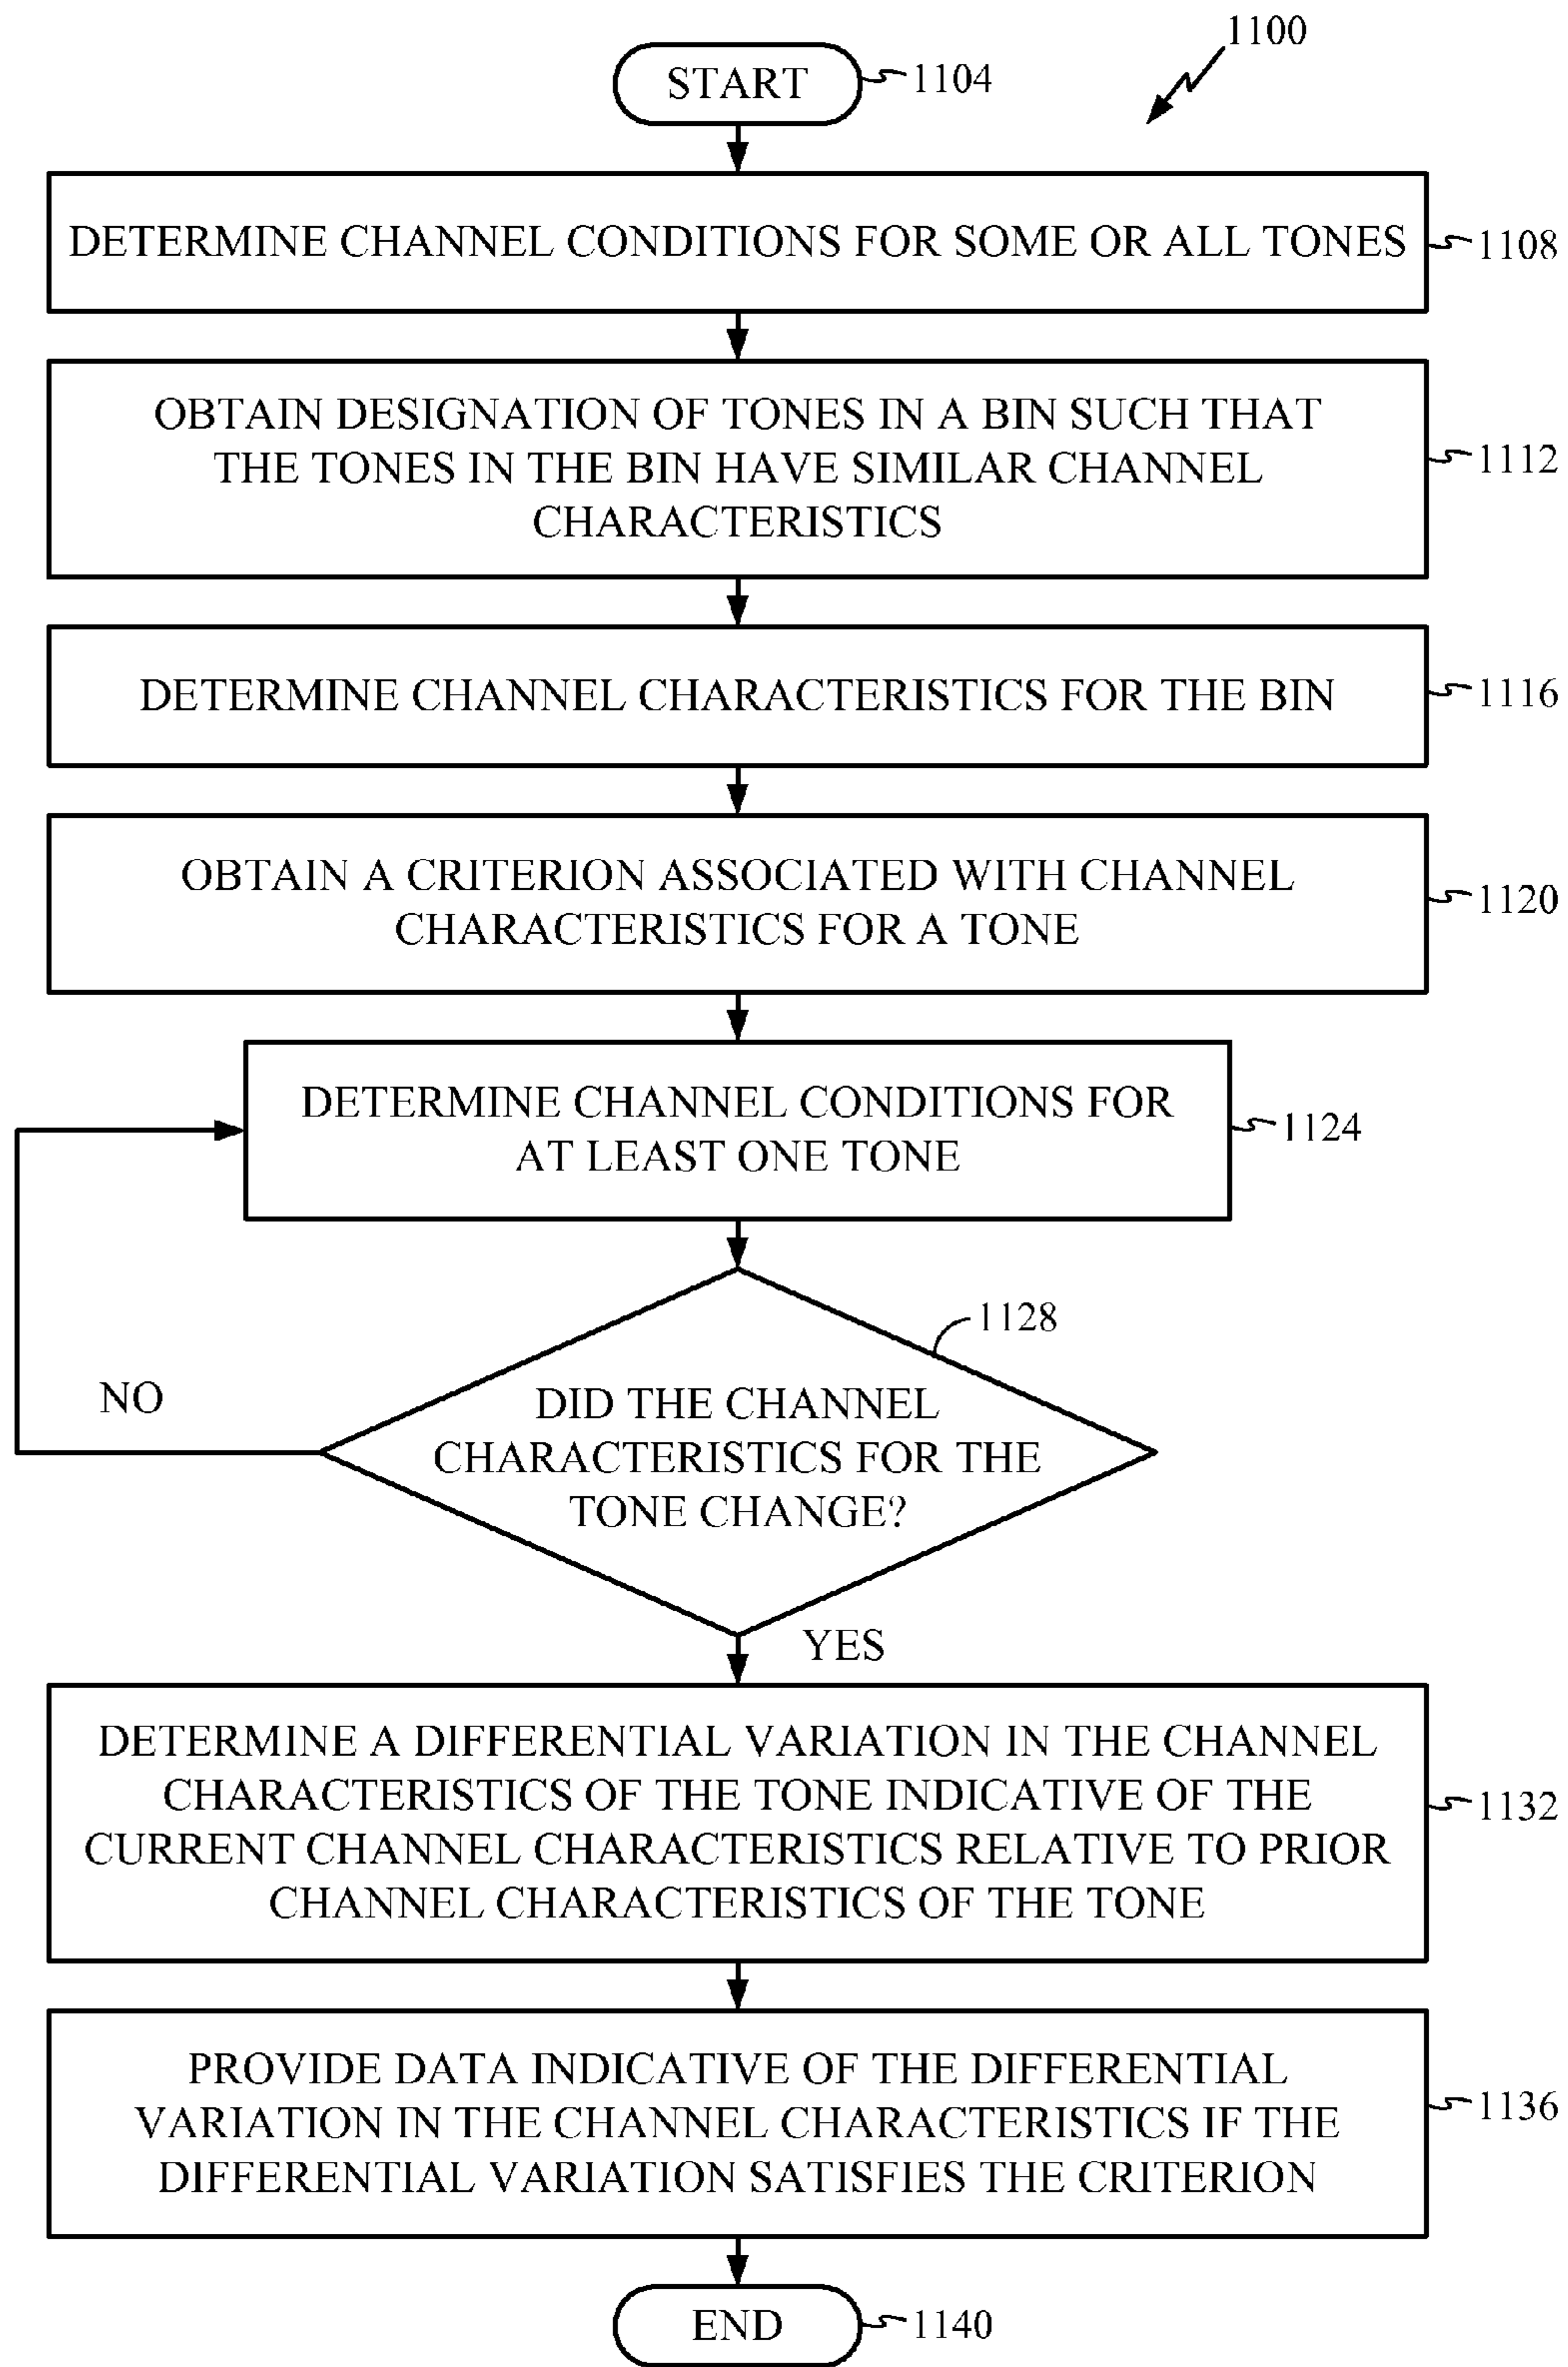 1100
START
1104
DETERMINE CHANNEL CONDITIONS FOR SOME OR ALL TONES
1108
OBTAIN DESIGNATION OF TONES IN A BIN SUCH THAT
THE TONES IN THE BIN HAVE SIMILAR CHANNEL
CHARACTERISTICS
1112
DETERMINE CHANNEL CHARACTERISTICS FOR THE BIN
1116
OBTAIN A CRITERION ASSOCIATED WITH CHANNEL
CHARACTERISTICS FOR A TONE
1120
DETERMINE CHANNEL CONDITIONS FOR
AT LEAST ONE TONE
1124
1128
DID THE CHANNEL
CHARACTERISTICS FOR THE
TONE CHANGE?
NO
YES
DETERMINE A DIFFERENTIAL VARIATION IN THE CHANNEL
CHARACTERISTICS OF THE TONE INDICATIVE OF THE
CURRENT CHANNEL CHARACTERISTICS RELATIVE TO PRIOR
CHANNEL CHARACTERISTICS OF THE TONE
1132
PROVIDE DATA INDICATIVE OF THE DIFFERENTIAL
VARIATION IN THE CHANNEL CHARACTERISTICS IF THE
DIFFERENTIAL VARIATION SATISFIES THE CRITERION
1136
END
1140